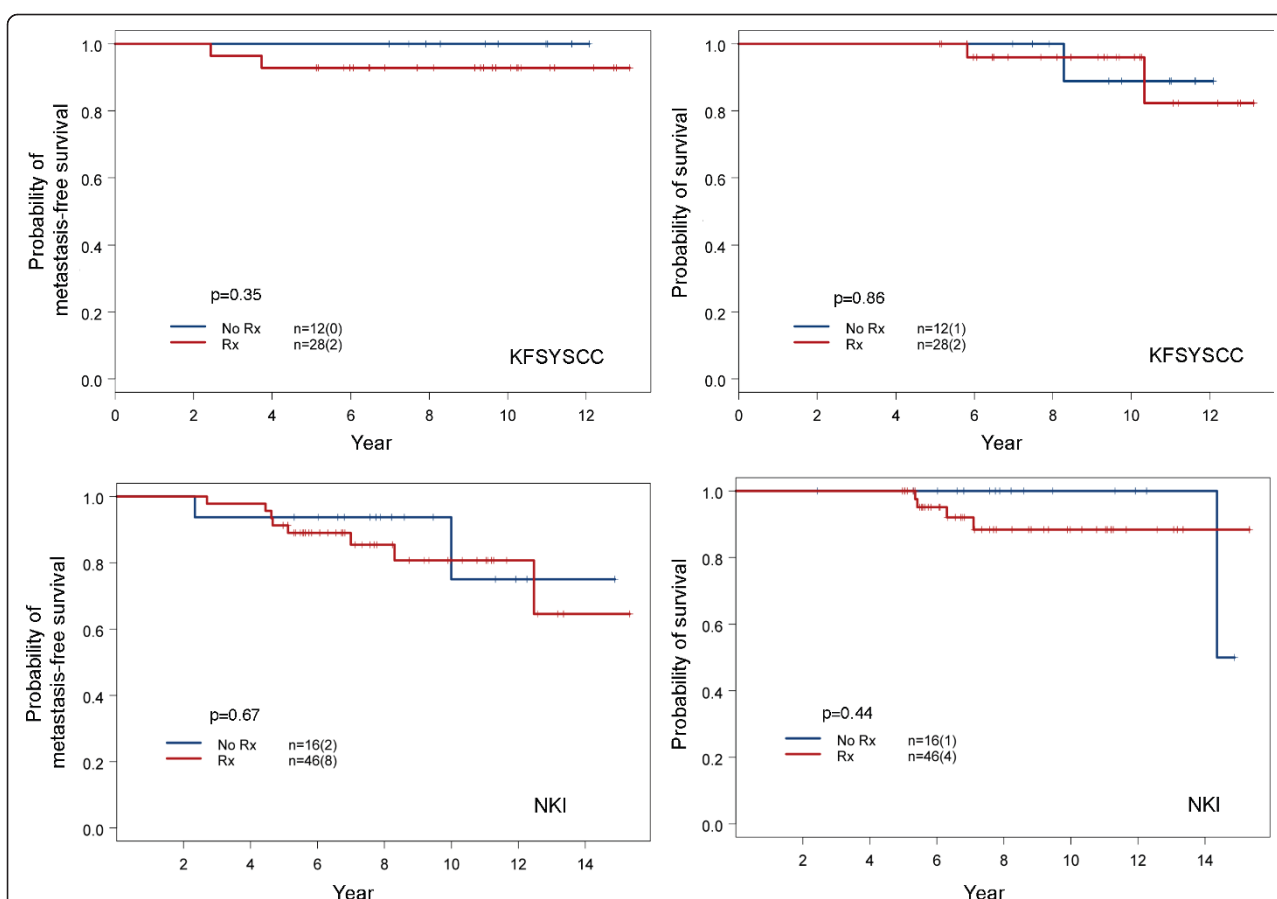 Probability of
metastasis-free survival
1.0
0.8
0.6
0.4
0.2
0.0
p=0.35
No Rx n=12(0)
Rx n=28(2)
KFSYSCC
0 2 4 6 8 10 12
Year
Probability of survival
1.0
0.8
0.6
0.4
0.2
0.0
p=0.86
No Rx n=12(1)
Rx n=28(2)
KFSYSCC
0 2 4 6 8 10 12
Year
Probability of
metastasis-free survival
1.0
0.8
0.6
0.4
0.2
0.0
p=0.67
No Rx n=16(2)
Rx n=46(8)
NKI
2 4 6 8 10 12 14
Year
Probability of survival
1.0
0.8
0.6
0.4
0.2
0.0
p=0.44
No Rx n=16(1)
Rx n=46(4)
NKI
2 4 6 8 10 12 14
Year